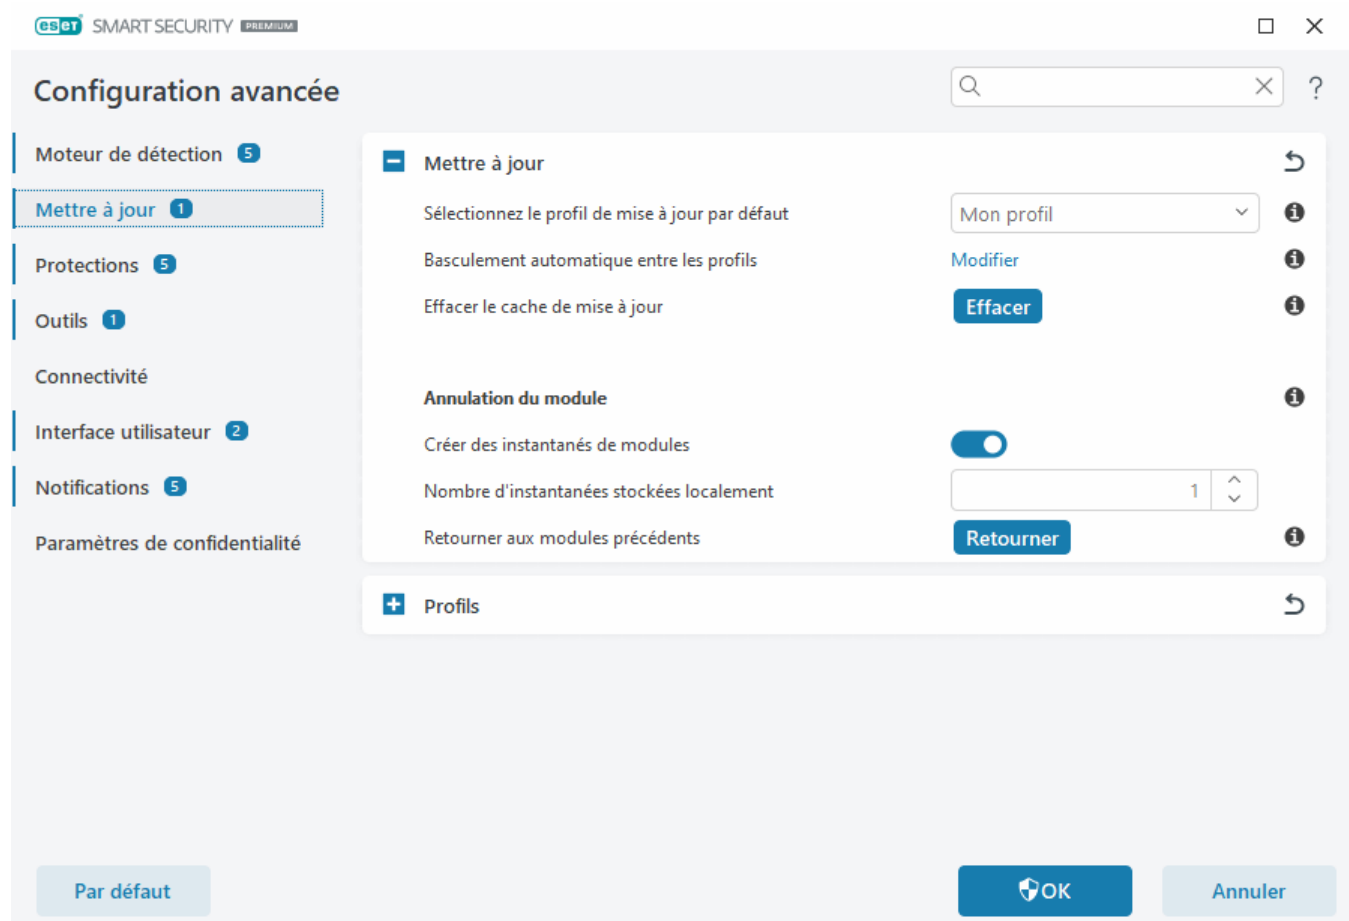 eset SMART SECURITY PREMIUM
Configuration avancée
?
Moteur de détection 5
Mettre à jour 1
Protections 5
Outils 1
Connectivité
Interface utilisateur 2
Notifications 5
Paramètres de confidentialité
Mettre à jour
Sélectionnez le profil de mise à jour par défaut Mon profil
Basculement automatique entre les profils Modifier
Effacer le cache de mise à jour Effacer
Annulation du module
Créer des instantanés de modules
Nombre d'instantanées stockées localement 1
Retourner aux modules précédents Retourner
Profils
Par défaut OK Annuler